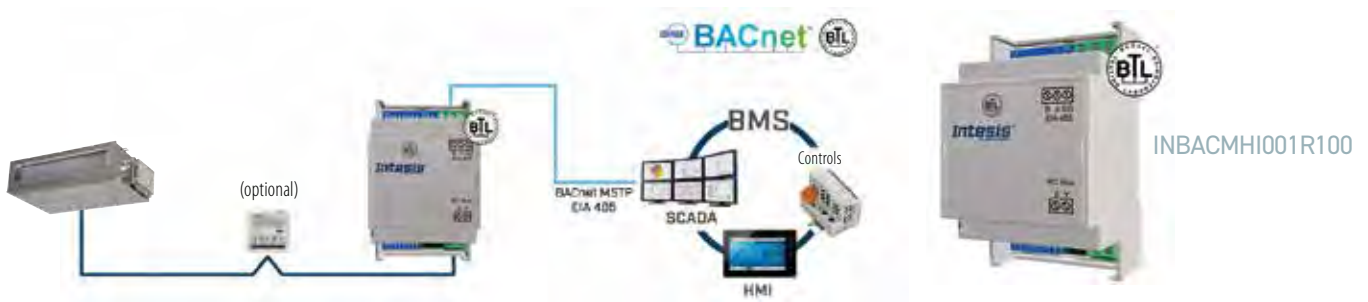 BACnet BTL
BTL
BMS
Controls
(optional)
Intesis
BACnet MSTP
EIA 485
SCADA
HMI
BTL
Intesis
INBACMHI001R100